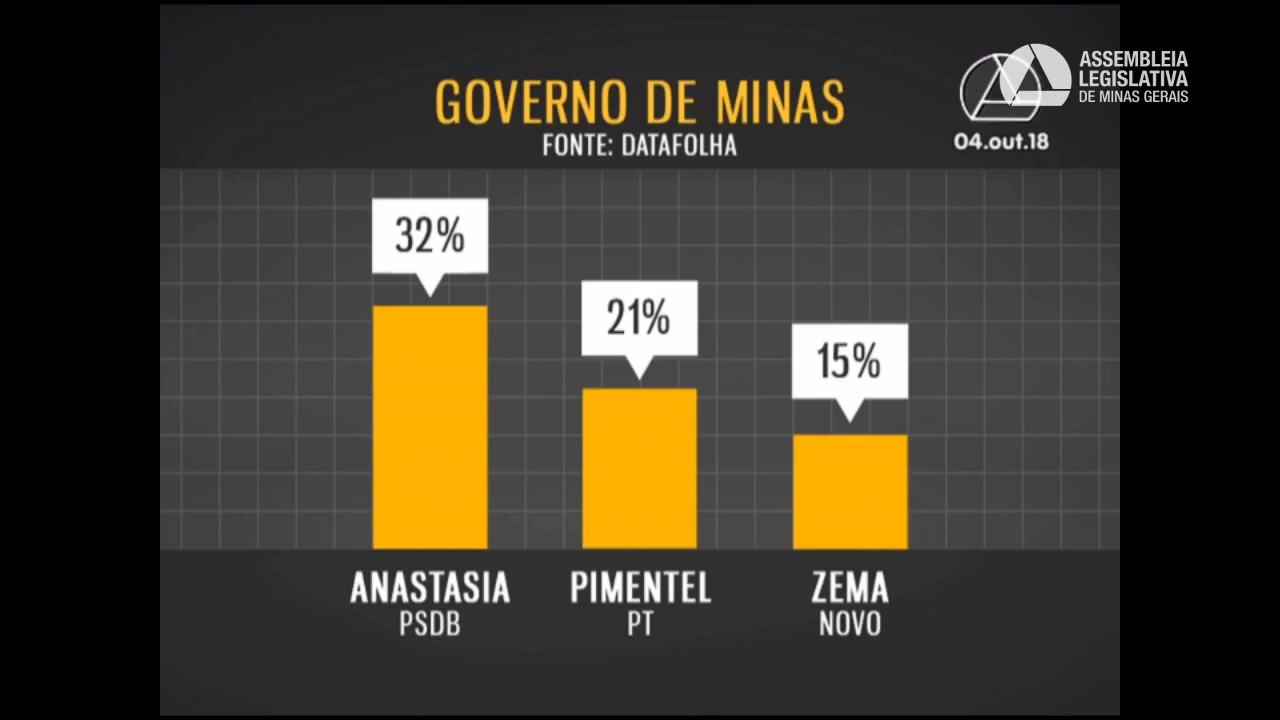 GOVERNO DE MINAS
FONTE: DATAFOLHA
ASSEMBLEIA
LEGISLATIVA
DE MINAS GERAIS
04.out.18
32%
21%
15%
ANASTASIA
PSDB
PIMENTEL
PT
ZEMA
NOVO